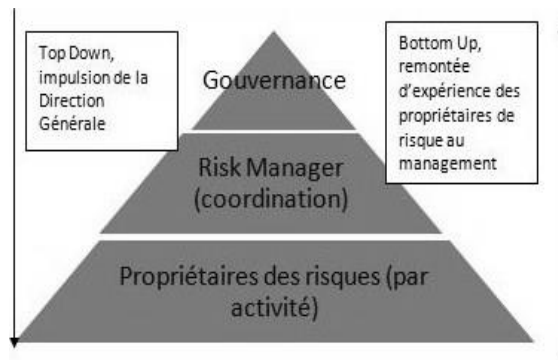 Top Down,
impulsion de la
Direction
Générale
Gouvernance
Bottom Up,
remontée
d'expérience des
propriétaires de
risque au
management
Risk Manager
(coordination)
Propriétaires des risques (par
activité)